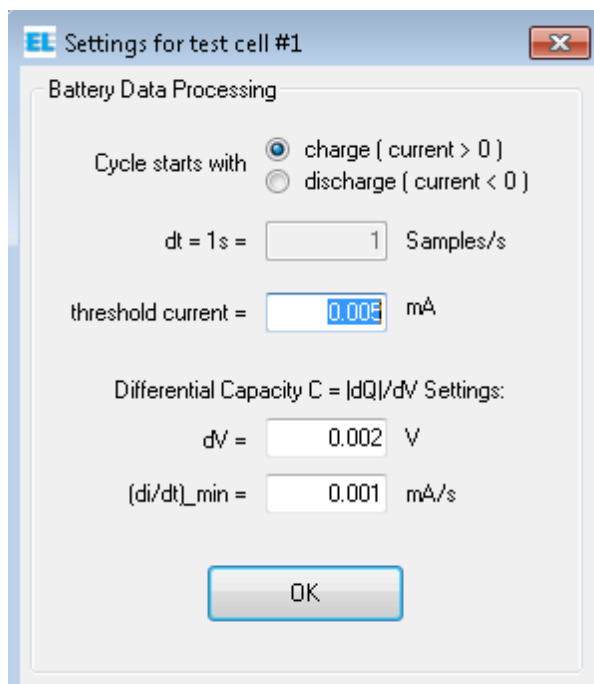 EL Settings for test cell #1
Battery Data Processing
Cycle starts with
charge ( current > 0 )
discharge ( current < 0 )
dt = 1s = 1 Samples/s
threshold current = 0.005 mA
Differential Capacity C = |dQ|/dV Settings:
dV = 0.002 V
(di/dt)_min = 0.001 mA/s
OK